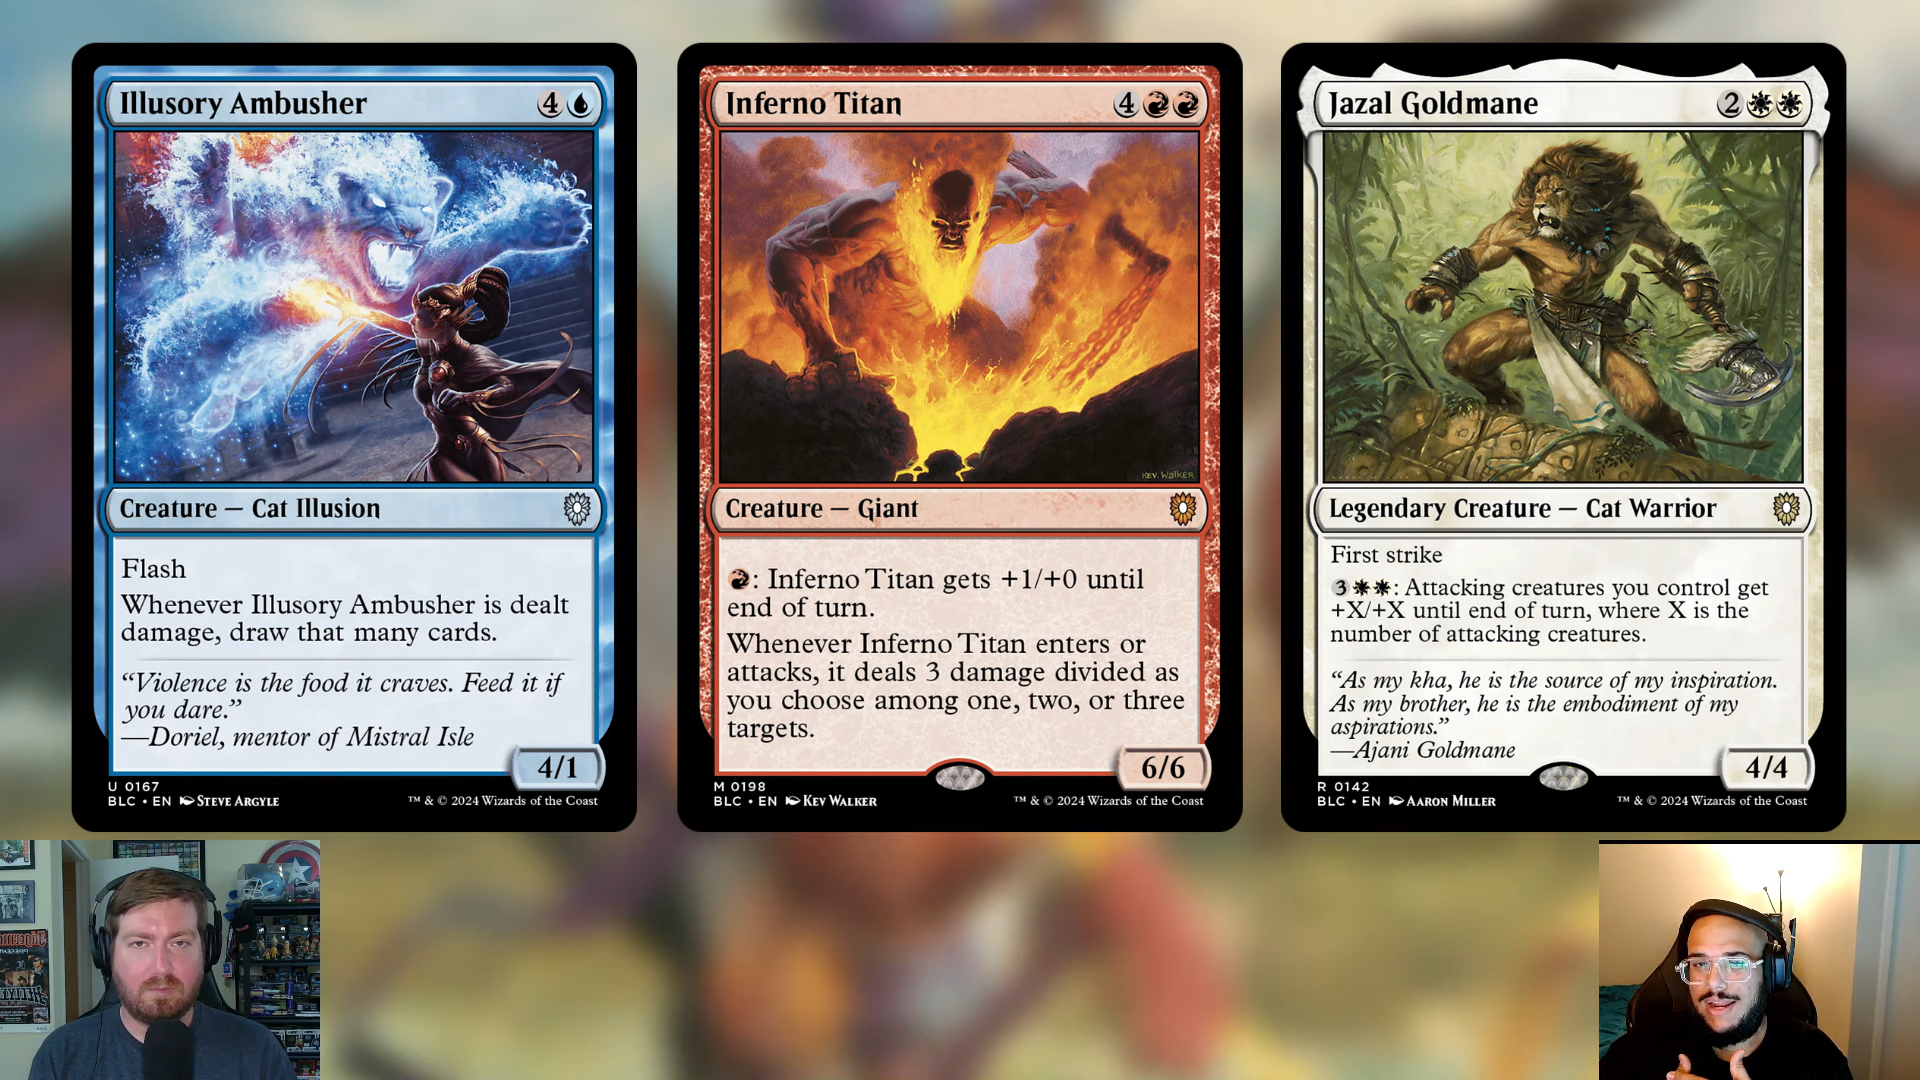 Illusory Ambusher 4
Creature — Cat Illusion
Flash
Whenever Illusory Ambusher is dealt
damage, draw that many cards.
“Violence is the food it craves. Feed it if
you dare.”
—Doriel, mentor of Mistral Isle
4/1
U 0167
BLC • EN STEVE ARGYLE
™ & © 2024 Wizards of the Coast
Inferno Titan 4
KEV. WALKER
Creature — Giant
: Inferno Titan gets +1/+0 until
end of turn.
Whenever Inferno Titan enters or
attacks, it deals 3 damage divided as
you choose among one, two, or three
targets.
6/6
M 0198
BLC • EN KEV WALKER
™ & © 2024 Wizards of the Coast
Jazal Goldmane 2
Legendary Creature — Cat Warrior
First strike
3: Attacking creatures you control get
+X/+X until end of turn, where X is the
number of attacking creatures.
“As my kha, he is the source of my inspiration.
As my brother, he is the embodiment of my
aspirations.”
—Ajani Goldmane
4/4
R 0142
BLC • EN AARON MILLER
™ & © 2024 Wizards of the Coast